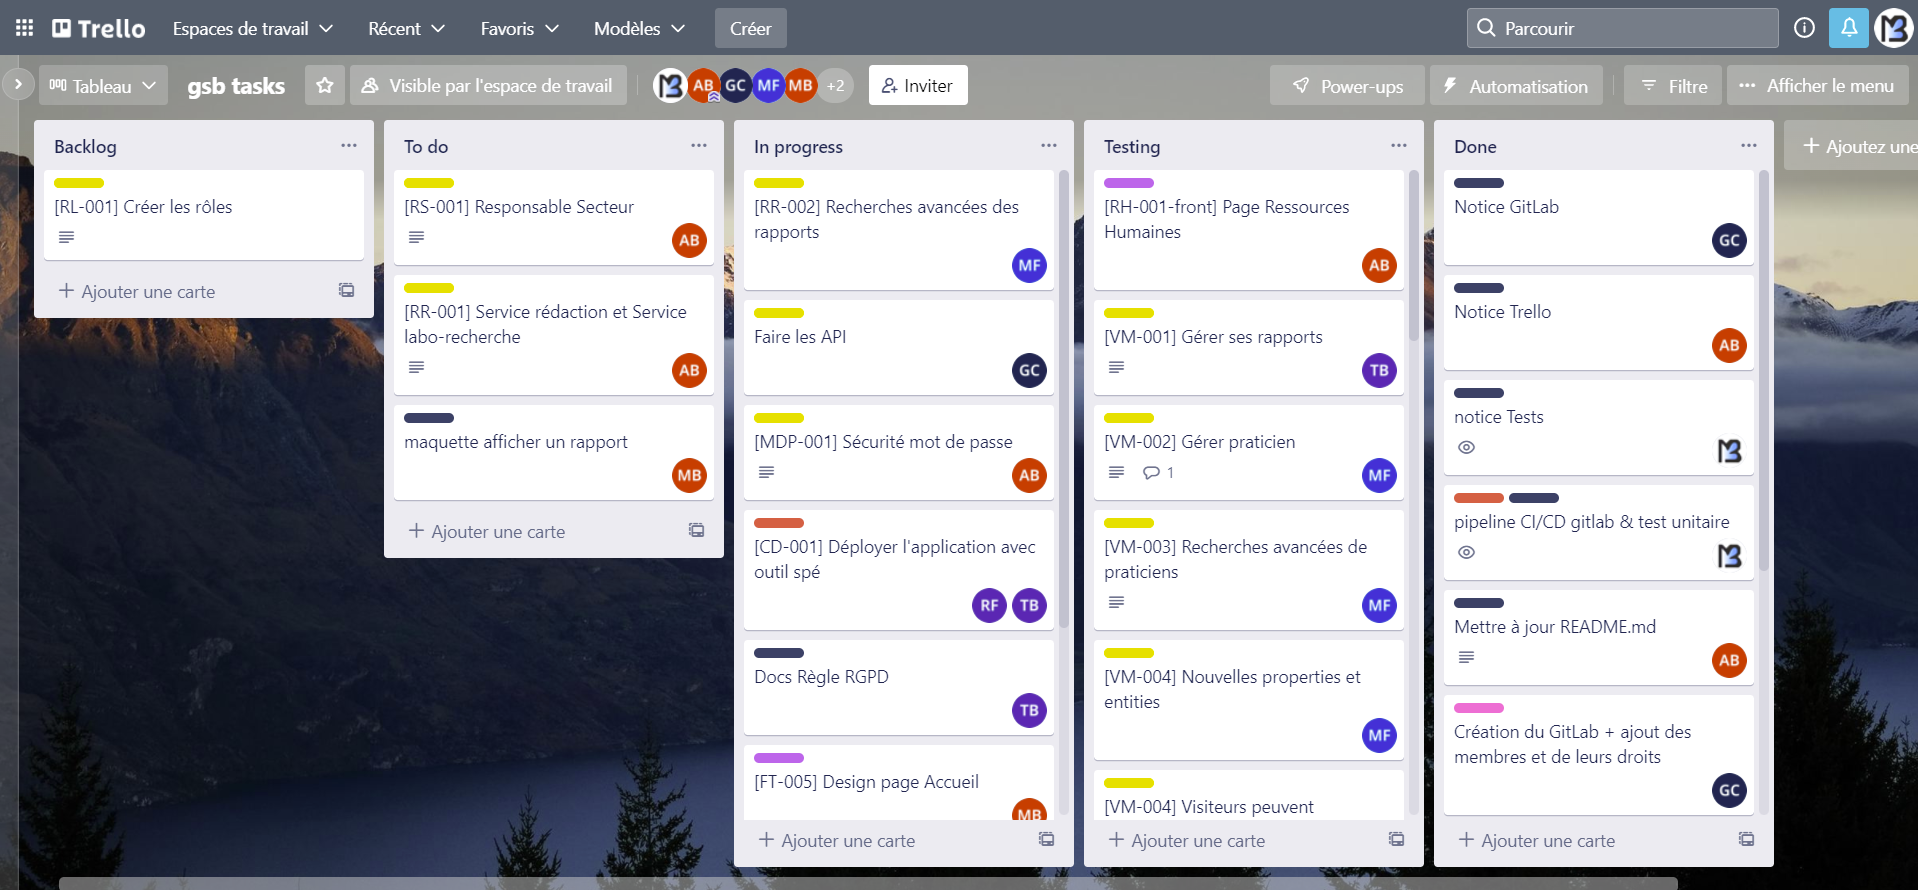 Trello
Espaces de travail
Récent
Favoris
Modèles
Créer
Parcourir
Tableau
gsb tasks
Visible par l'espace de travail
AB
GC
MF
MB
+2
Inviter
Power-ups
Automatisation
Filtre
Afficher le menu
Backlog
[RL-001] Créer les rôles
+ Ajouter une carte
To do
[RS-001] Responsable Secteur
AB
[RR-001] Service rédaction et Service
labo-recherche
AB
maquette afficher un rapport
MB
+ Ajouter une carte
In progress
[RR-002] Recherches avancées des
rapports
MF
Faire les API
GC
[MDP-001] Sécurité mot de passe
AB
[CD-001] Déployer l'application avec
outil spé
RF TB
Docs Règle RGPD
TB
[FT-005] Design page Accueil
MB
+ Ajouter une carte
Testing
[RH-001-front] Page Ressources
Humaines
AB
[VM-001] Gérer ses rapports
TB
[VM-002] Gérer praticien
1
MF
[VM-003] Recherches avancées de
praticiens
MF
[VM-004] Nouvelles properties et
entities
MF
[VM-004] Visiteurs peuvent
+ Ajouter une carte
Done
Notice GitLab
GC
Notice Trello
AB
notice Tests
pipeline CI/CD gitlab & test unitaire
Mettre à jour README.md
AB
Création du GitLab + ajout des
membres et de leurs droits
GC
+ Ajouter une carte
+ Ajoutez une